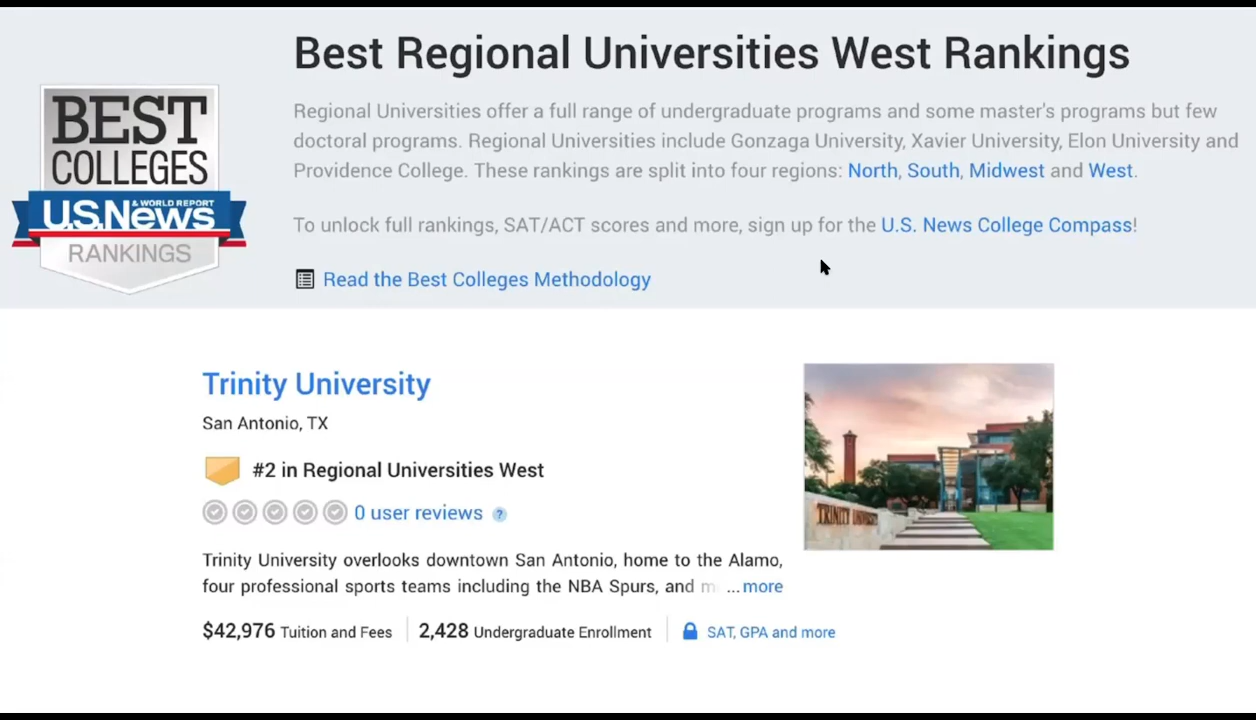 Best Regional Universities West Rankings
Regional Universities offer a full range of undergraduate programs and some master's programs but few
doctoral programs. Regional Universities include Gonzaga University, Xavier University, Elon University and
Providence College. These rankings are split into four regions: North, South, Midwest and West.
To unlock full rankings, SAT/ACT scores and more, sign up for the U.S. News College Compass!
Read the Best Colleges Methodology
BEST
COLLEGES
U.S.News
& WORLD REPORT
RANKINGS
Trinity University
San Antonio, TX
#2 in Regional Universities West
0 user reviews ?
Trinity University overlooks downtown San Antonio, home to the Alamo,
four professional sports teams including the NBA Spurs, and m ...more
$42,976 Tuition and Fees
2,428 Undergraduate Enrollment
SAT, GPA and more
TRINITY UNIVERSITY